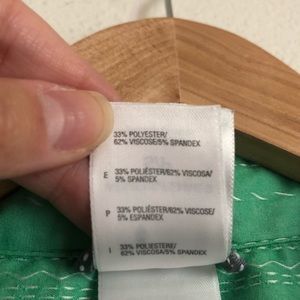 33% POLYESTER/
62% VISCOSE/5% SPANDEX
E 33% POLIÉSTER/62% VISCOSA/
5% SPANDEX
P 33% POLIÉSTER/62% VISCOSE/
5% ESPANDEX
I 33% POLIESTERE/
62% VISCOSA/5% SPANDEX